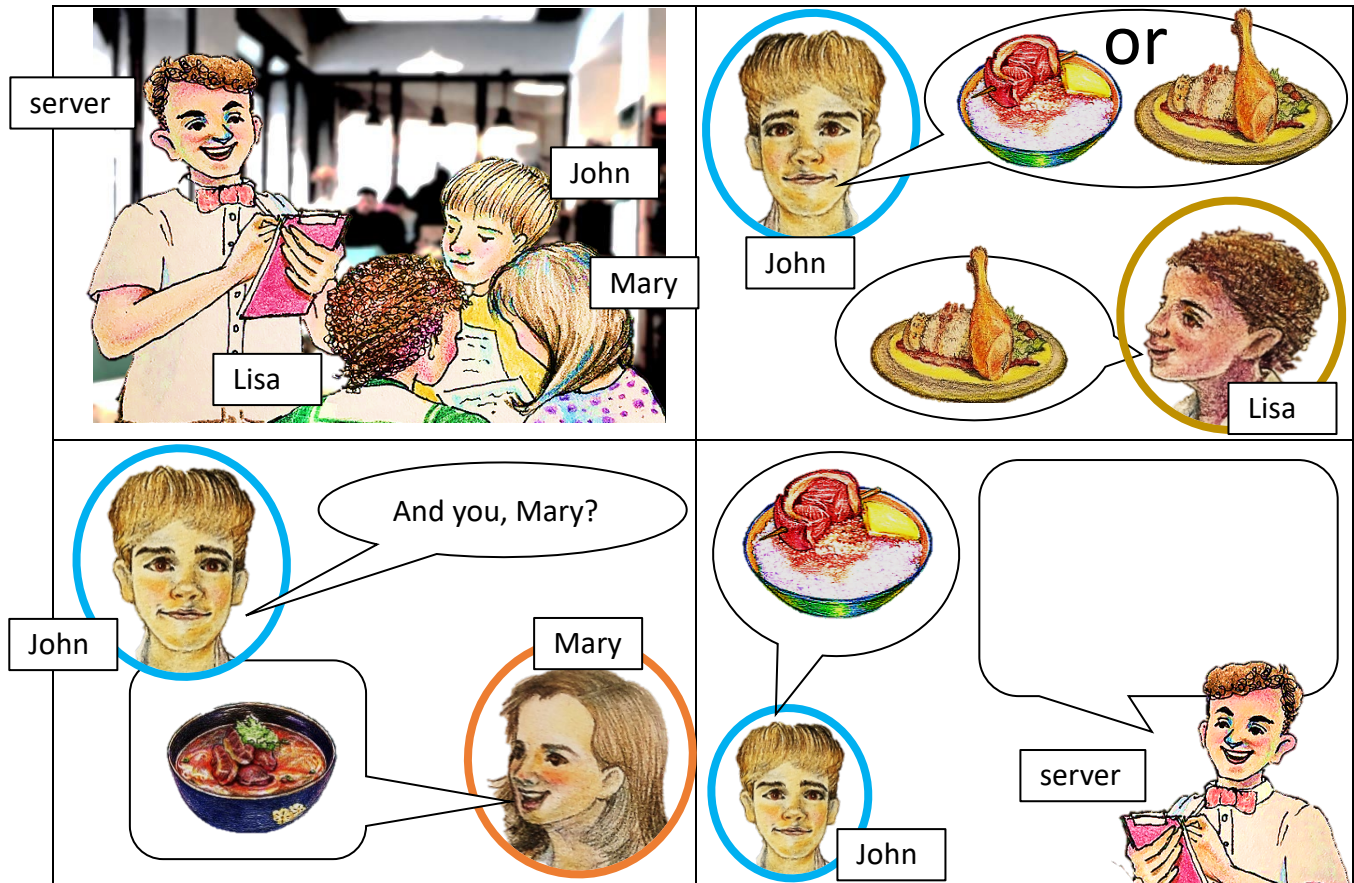 server
John
Mary
Lisa
or
John
Lisa
And you, Mary?
John
Mary
server
John